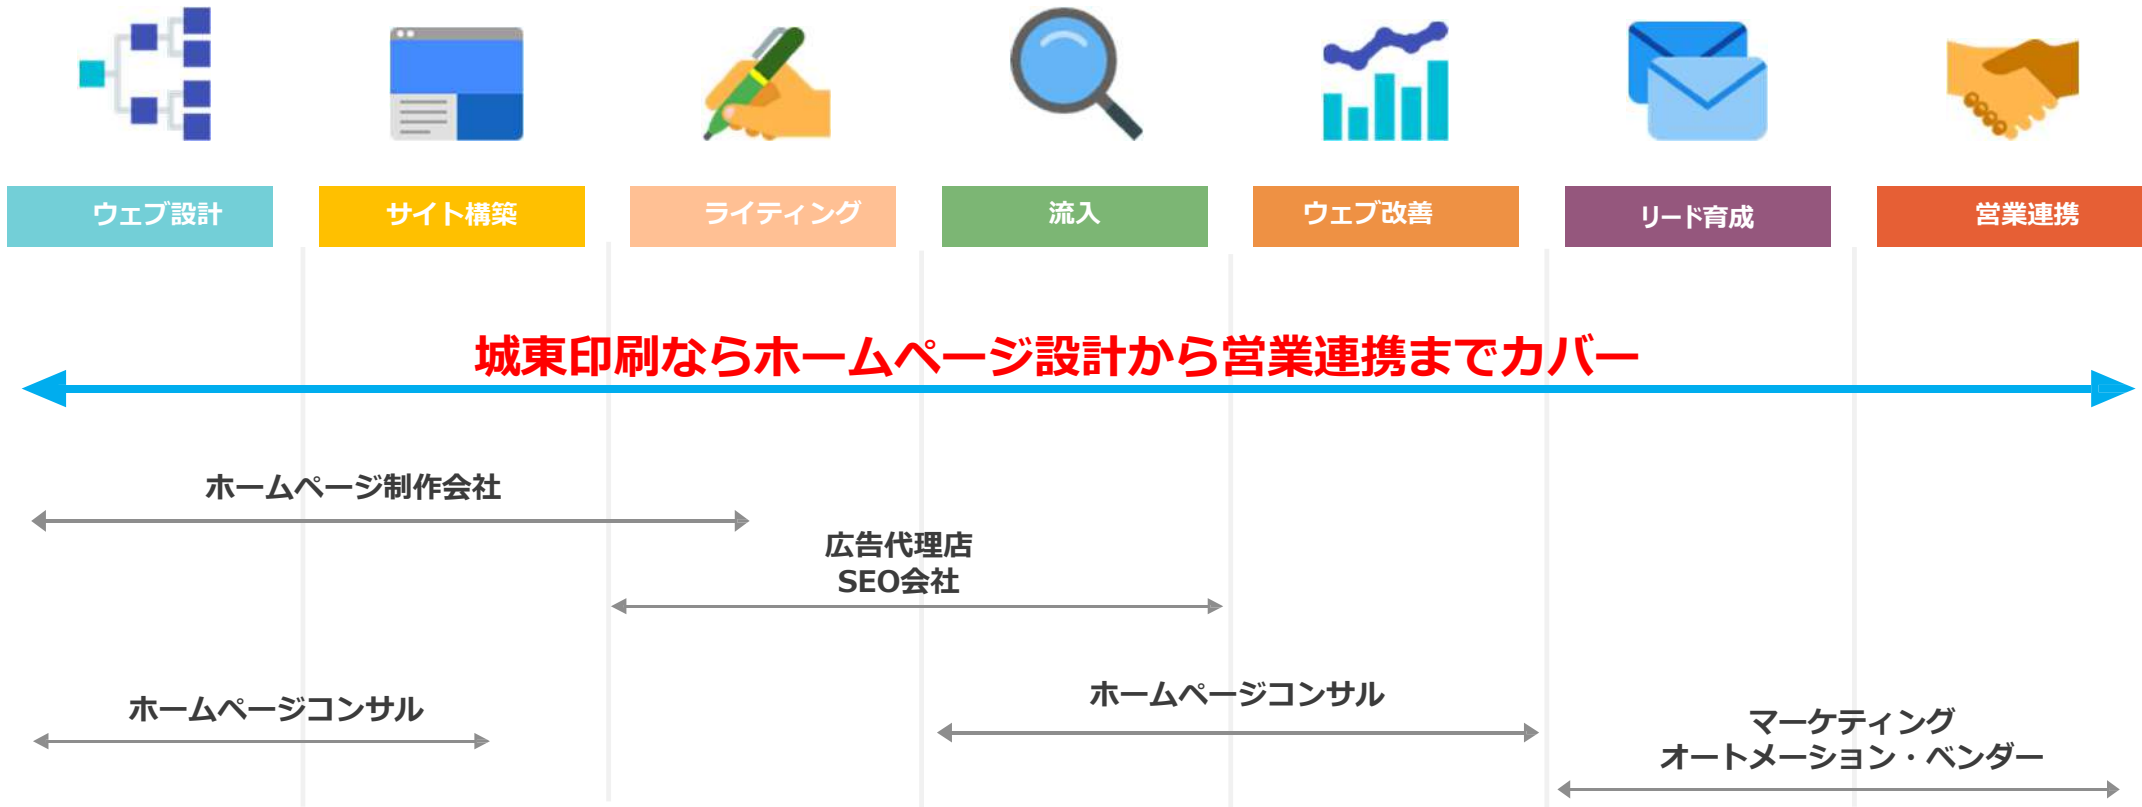 ウェブ設計
サイト構築
ライティング
流入
ウェブ改善
リード育成
営業連携
城東印刷ならホームページ設計から営業連携までカバー
ホームページ制作会社
広告代理店
SEO会社
ホームページコンサル
ホームページコンサル
マーケティング
オートメーション・ベンダー